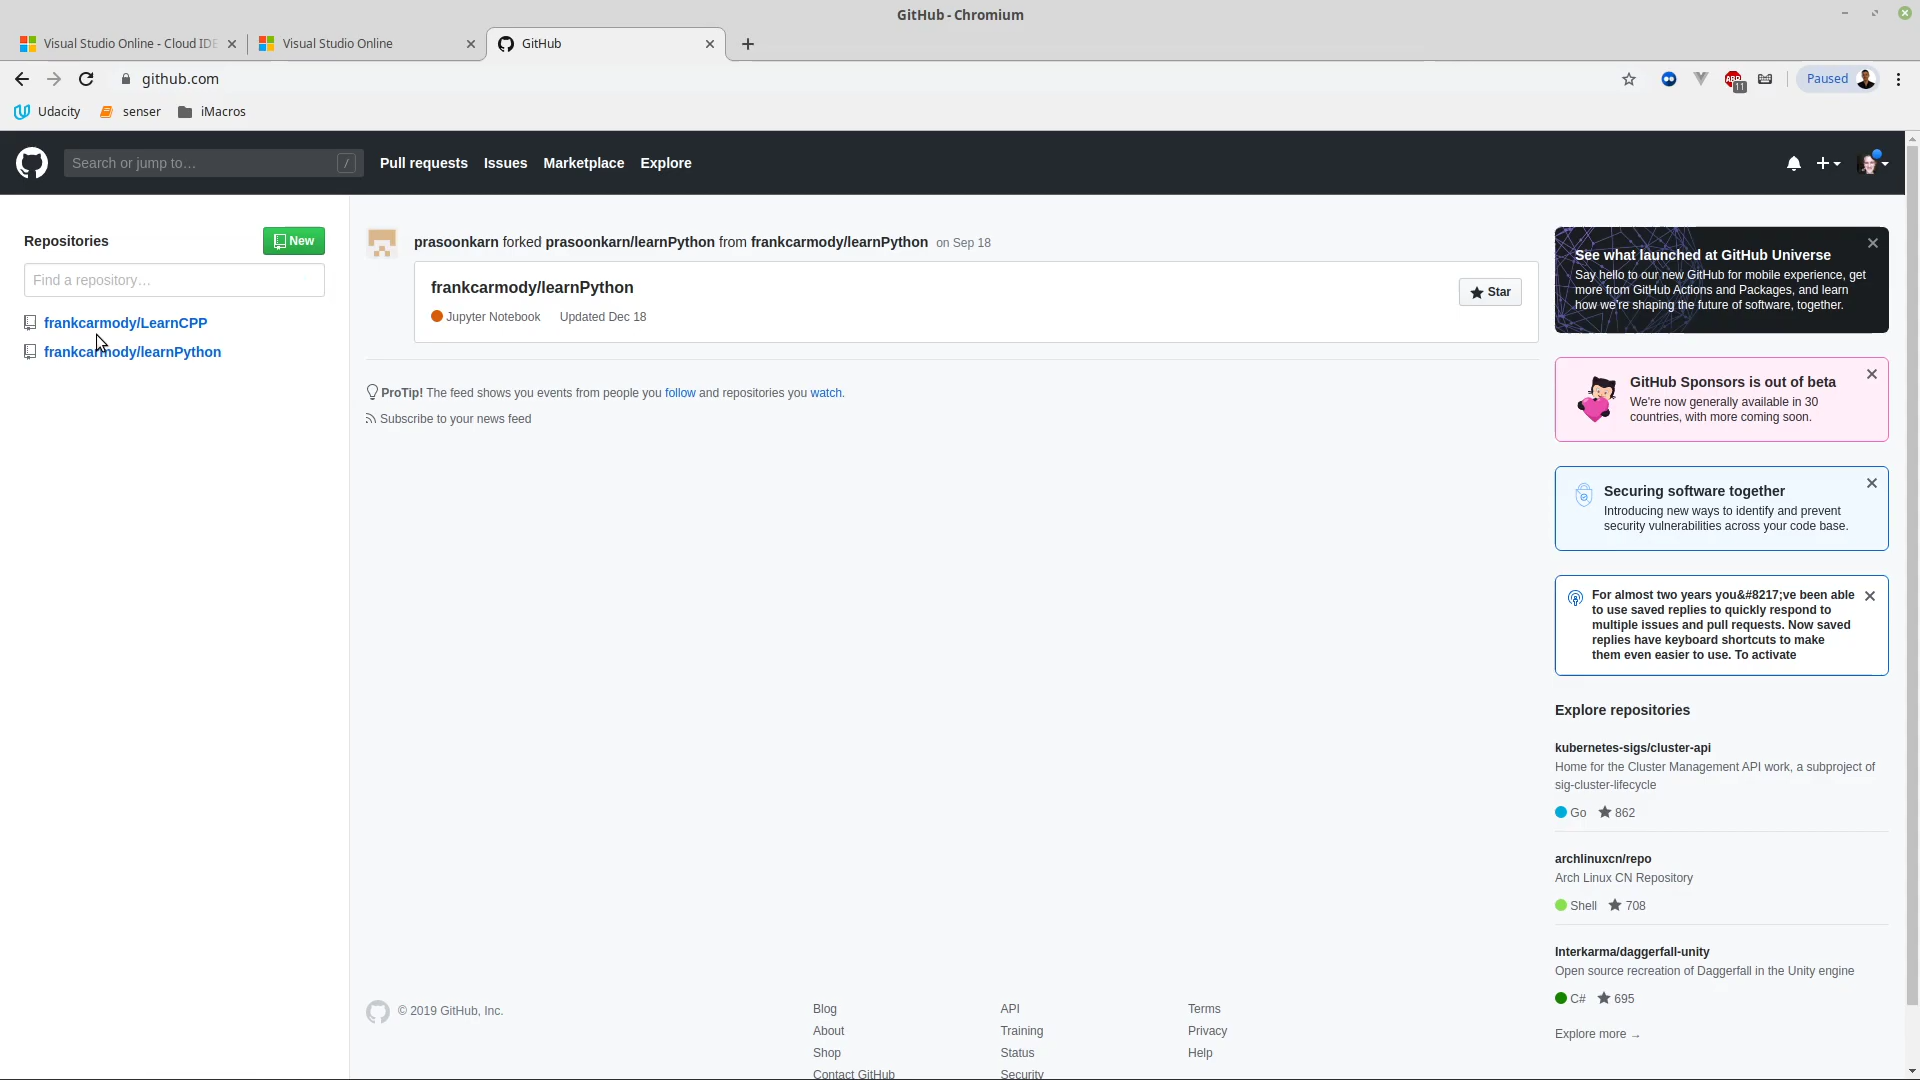 GitHub - Chromium
Visual Studio Online - Cloud IDE
Visual Studio Online
GitHub
github.com
ABP
11
Paused
Udacity
senser
iMacros
Search or jump to…
/
Pull requests
Issues
Marketplace
Explore
Repositories
New
Find a repository…
frankcarmody/LearnCPP
frankcarmody/learnPython
prasoonkarn forked prasoonkarn/learnPython from frankcarmody/learnPython on Sep 18
frankcarmody/learnPython
Star
Jupyter Notebook Updated Dec 18
ProTip! The feed shows you events from people you follow and repositories you watch.
Subscribe to your news feed
See what launched at GitHub Universe
Say hello to our new GitHub for mobile experience, get
more from GitHub Actions and Packages, and learn
how we're shaping the future of software, together.
GitHub Sponsors is out of beta
We're now generally available in 30
countries, with more coming soon.
Securing software together
Introducing new ways to identify and prevent
security vulnerabilities across your code base.
For almost two years you&#8217;ve been able
to use saved replies to quickly respond to
multiple issues and pull requests. Now saved
replies have keyboard shortcuts to make
them even easier to use. To activate
Explore repositories
kubernetes-sigs/cluster-api
Home for the Cluster Management API work, a subproject of
sig-cluster-lifecycle
Go 862
archlinuxcn/repo
Arch Linux CN Repository
Shell 708
Interkarma/daggerfall-unity
Open source recreation of Daggerfall in the Unity engine
C# 695
Explore more →
© 2019 GitHub, Inc.
Blog
About
Shop
Contact GitHub
API
Training
Status
Security
Terms
Privacy
Help